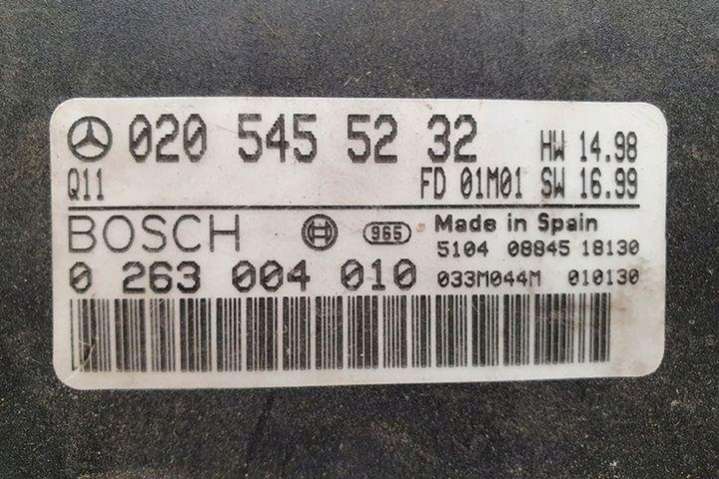 020 545 52 32 HW 14.98
Q11 FD 01M01 SW 16.99
BOSCH 965 Made in Spain
5104 08845 18130
0 263 004 010 033M044M 010130